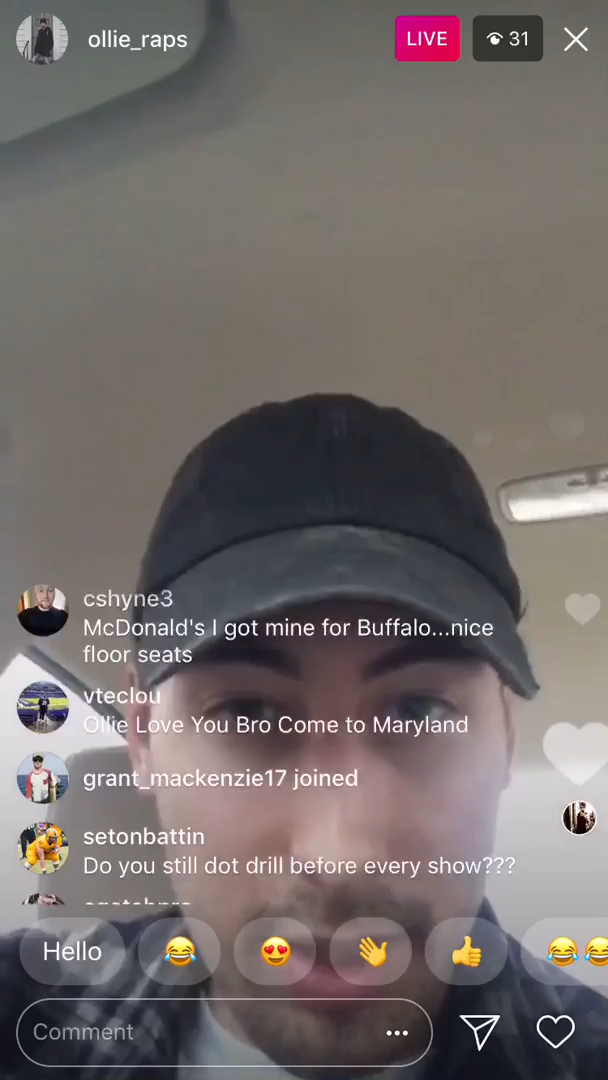 ollie_raps
LIVE
31
cshyne3
McDonald's I got mine for Buffalo...nice
floor seats
vteclou
Ollie Love You Bro Come to Maryland
grant_mackenzie17 joined
setonbattin
Do you still dot drill before every show???
Hello
Comment